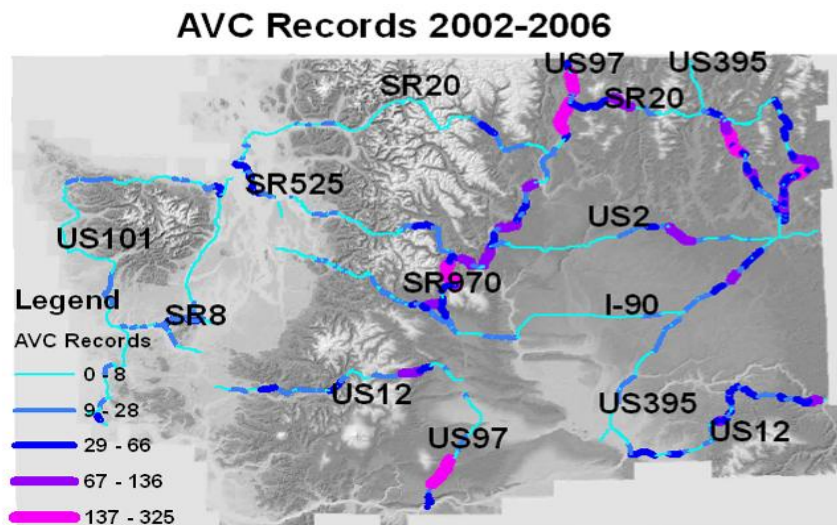 AVC Records 2002-2006
US97
US395
SR20
SR20
SR525
US101
US2
SR970
Legend
SR8
I-90
AVC Records
0 - 8
US12
US395
9 - 28
US12
29 - 66
US97
67 - 136
137 - 325